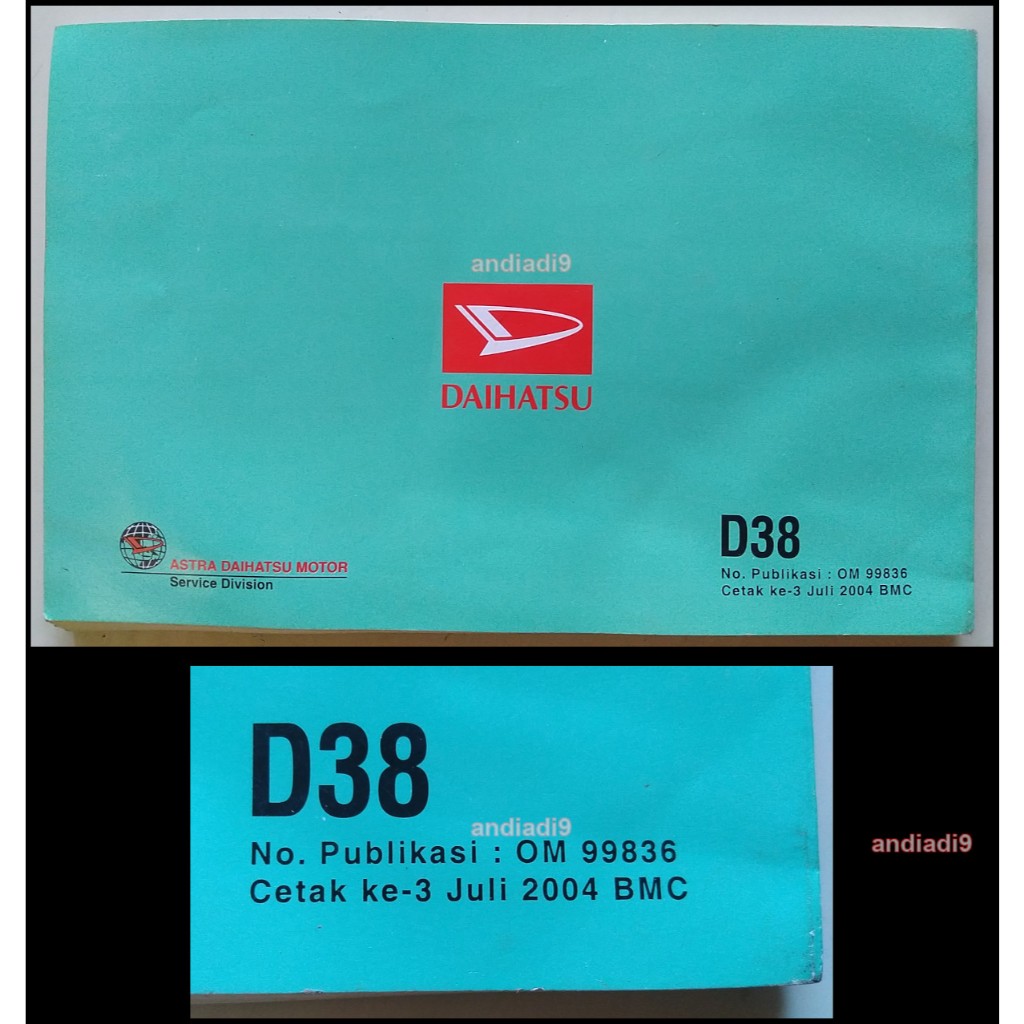 andiadi9
DAIHATSU
ASTRA DAIHATSU MOTOR
Service Division
D38
No. Publikasi : OM 99836
Cetak ke-3 Juli 2004 BMC
D38
andiadi9
No. Publikasi : OM 99836
Cetak ke-3 Juli 2004 BMC
andiadi9